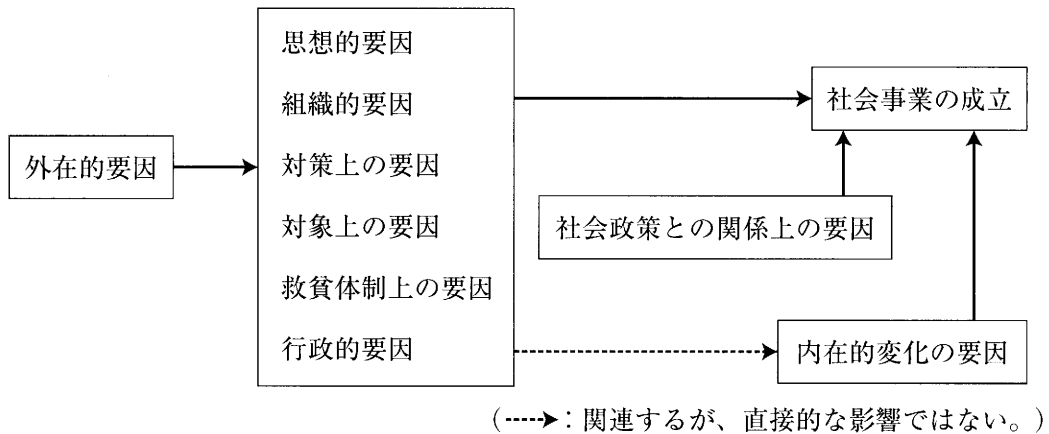 外在的要因
思想的要因
組織的要因
対策上の要因
対象上の要因
救貧体制上の要因
行政的要因
社会事業の成立
社会政策との関係上の要因
内在的変化の要因
（┄┄►：関連するが、直接的な影響ではない。）